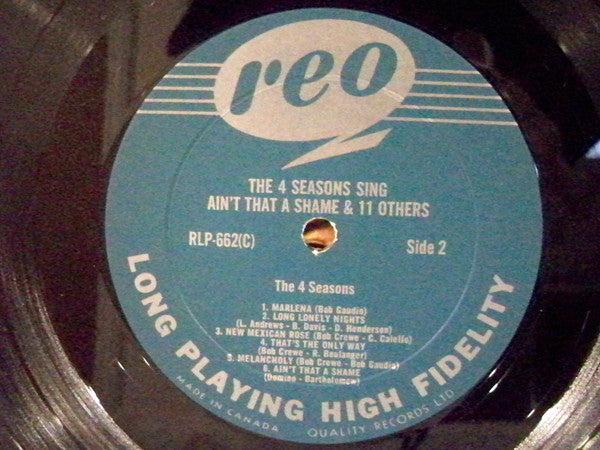 reo
THE 4 SEASONS SING
AIN'T THAT A SHAME & 11 OTHERS
RLP-662(C)
Side 2
The 4 Seasons
1. MARLENA (Bob Gaudio)
2. LONG LONELY NIGHTS
(L. Andrews - B. Davis - D. Henderson)
3. NEW MEXICAN ROSE (Bob Crewe - C. Calello)
4. THAT'S THE ONLY WAY
(Bob Crewe - R. Boulanger)
5. MELANCHOLY (Bob Crewe - Bob Gaudio)
6. AIN'T THAT A SHAME
(Domino - Bartholomew)
LONG PLAYING HIGH FIDELITY
MADE IN CANADA
QUALITY RECORDS LTD